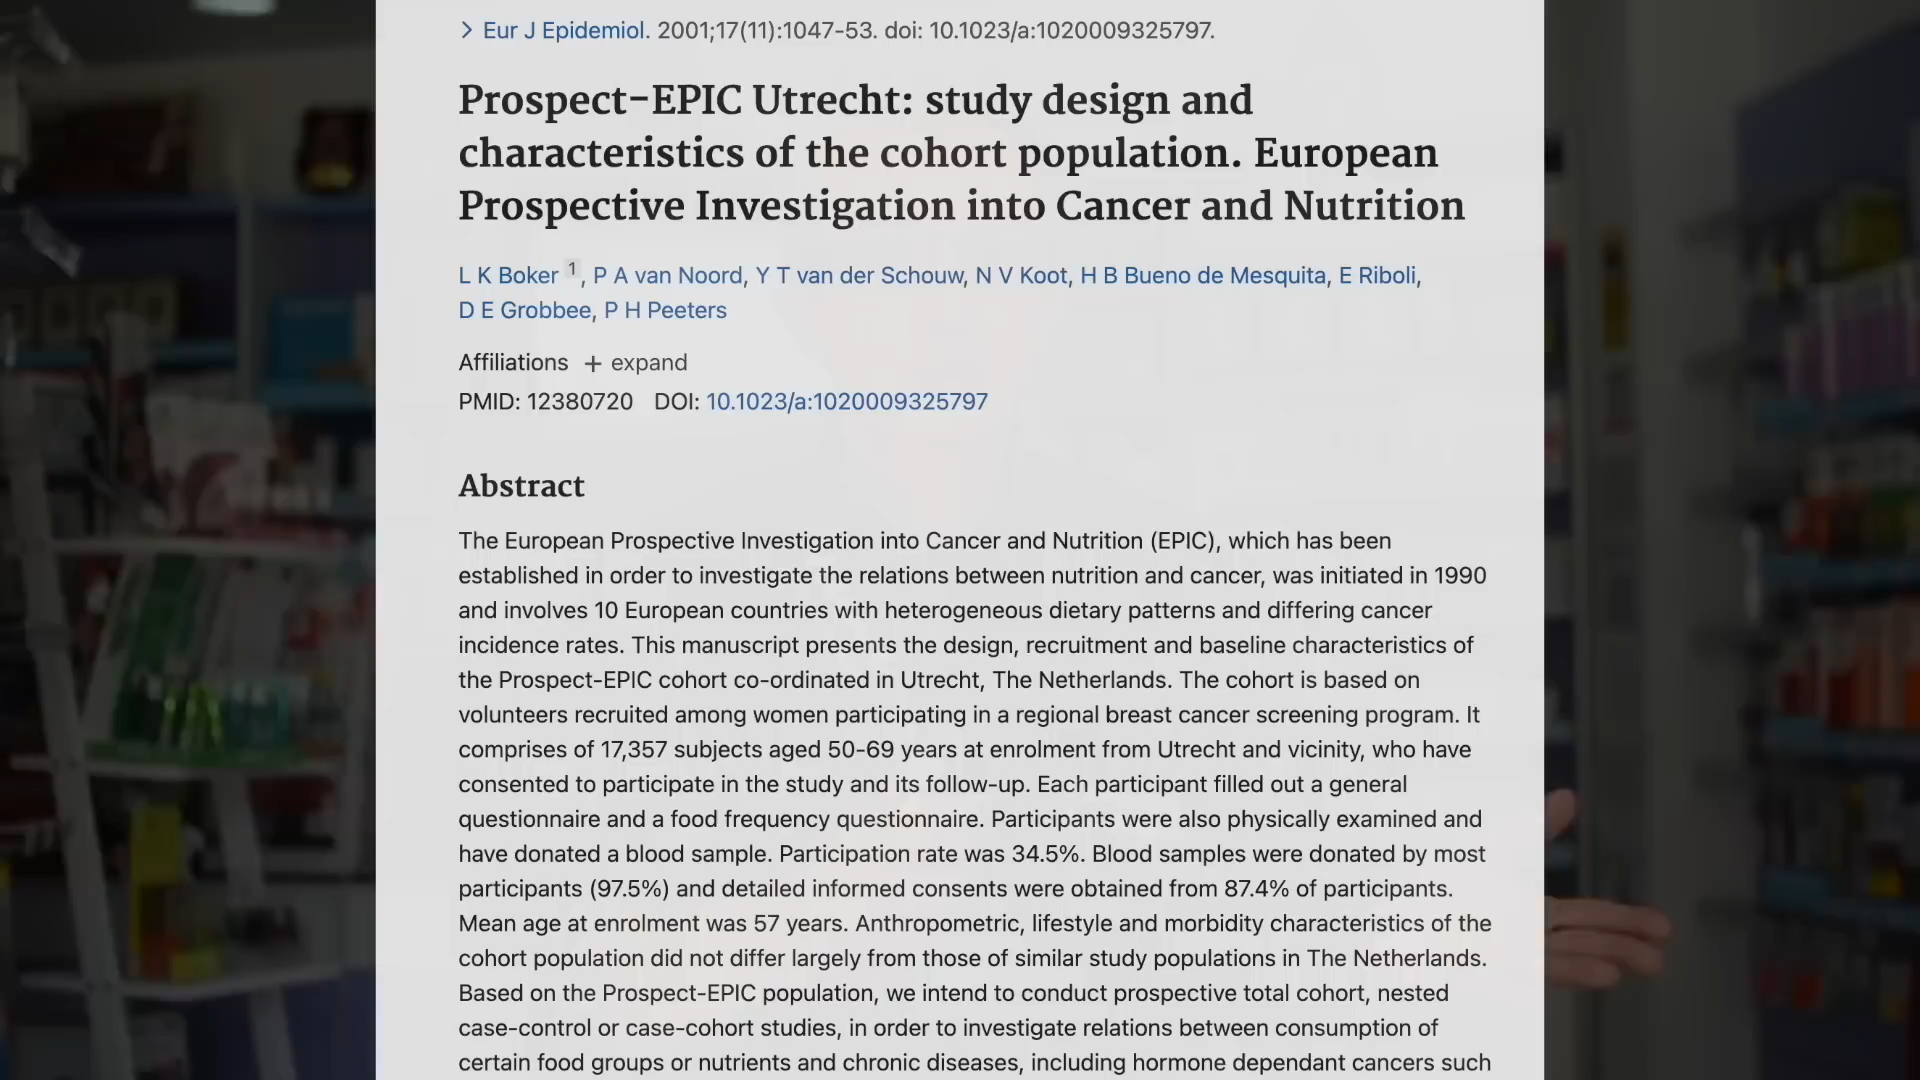 > Eur J Epidemiol. 2001;17(11):1047-53. doi: 10.1023/a:1020009325797.
Prospect-EPIC Utrecht: study design and
characteristics of the cohort population. European
Prospective Investigation into Cancer and Nutrition
L K Boker 1, P A van Noord, Y T van der Schouw, N V Koot, H B Bueno de Mesquita, E Riboli,
D E Grobbee, P H Peeters
Affiliations + expand
PMID: 12380720 DOI: 10.1023/a:1020009325797
Abstract
The European Prospective Investigation into Cancer and Nutrition (EPIC), which has been
established in order to investigate the relations between nutrition and cancer, was initiated in 1990
and involves 10 European countries with heterogeneous dietary patterns and differing cancer
incidence rates. This manuscript presents the design, recruitment and baseline characteristics of
the Prospect-EPIC cohort co-ordinated in Utrecht, The Netherlands. The cohort is based on
volunteers recruited among women participating in a regional breast cancer screening program. It
comprises of 17,357 subjects aged 50-69 years at enrolment from Utrecht and vicinity, who have
consented to participate in the study and its follow-up. Each participant filled out a general
questionnaire and a food frequency questionnaire. Participants were also physically examined and
have donated a blood sample. Participation rate was 34.5%. Blood samples were donated by most
participants (97.5%) and detailed informed consents were obtained from 87.4% of participants.
Mean age at enrolment was 57 years. Anthropometric, lifestyle and morbidity characteristics of the
cohort population did not differ largely from those of similar study populations in The Netherlands.
Based on the Prospect-EPIC population, we intend to conduct prospective total cohort, nested
case-control or case-cohort studies, in order to investigate relations between consumption of
certain food groups or nutrients and chronic diseases, including hormone dependant cancers such